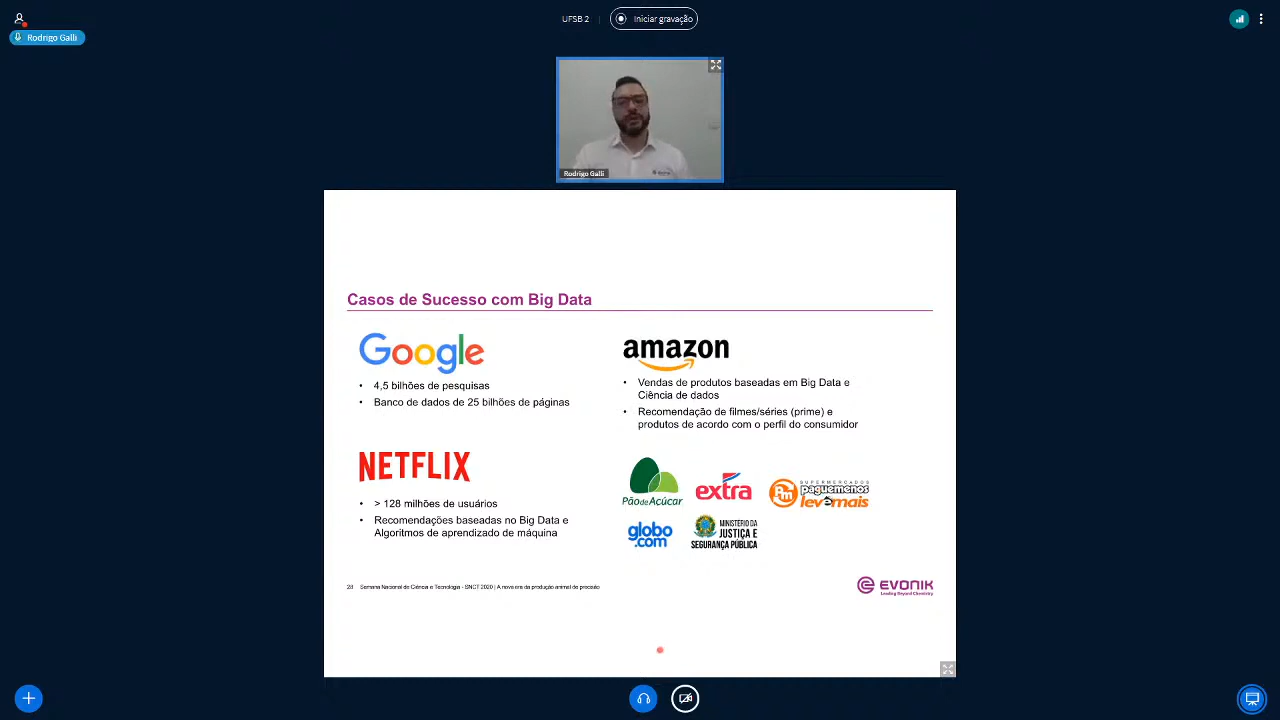 UFSB 2
Iniciar gravação
Rodrigo Galli
Rodrigo Galli
Casos de Sucesso com Big Data
Google
• 4,5 bilhões de pesquisas
• Banco de dados de 25 bilhões de páginas
NETFLIX
• > 128 milhões de usuários
• Recomendações baseadas no Big Data e
Algoritmos de aprendizado de máquina
amazon
• Vendas de produtos baseadas em Big Data e
Ciência de dados
• Recomendação de filmes/séries (prime) e
produtos de acordo com o perfil do consumidor
Pão de Açúcar
extra
Pm
SUPERMERCADOS
paguemenos
e
levemais
globo
.com
MINISTÉRIO DA
JUSTIÇA E
SEGURANÇA PÚBLICA
28 Semana Nacional de Ciência e Tecnologia - SNCT 2020 | A nova era da produção animal de precisão
EVONIK
Leading Beyond Chemistry